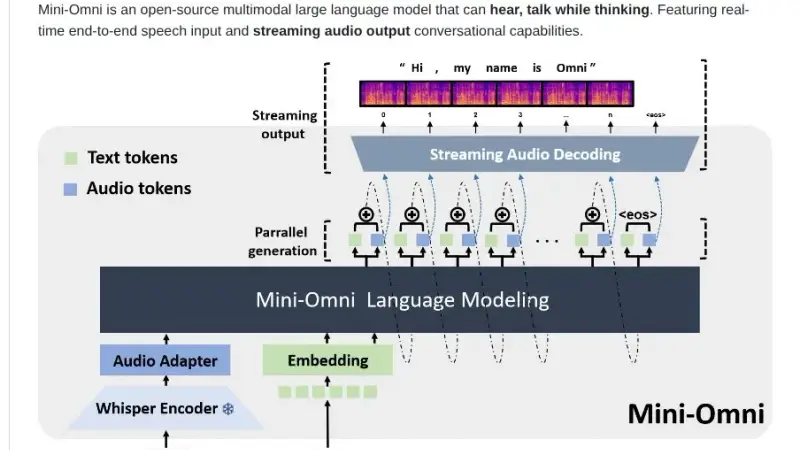 Mini-Omni is an open-source multimodal large language model that can hear, talk while thinking. Featuring real-
time end-to-end speech input and streaming audio output conversational capabilities.
“ Hi , my name is Omni ”
0 1 2 3 ... n <eos>
Streaming
output
Streaming Audio Decoding
Text tokens
Audio tokens
<eos>
Parrallel
generation
...
Mini-Omni Language Modeling
Audio Adapter
Embedding
Whisper Encoder
Mini-Omni